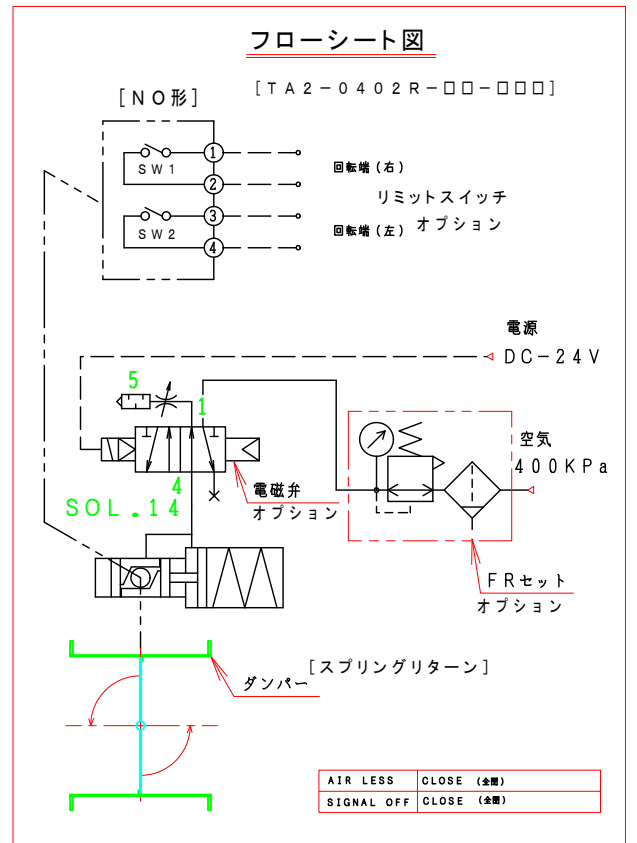 フローシート図
[TA2-0402R-□□-□□□]
[NO形]
1
SW1
2
3
SW2
4
回転端(右)
リミットスイッチ
回転端(左)
オプション
電源
DC-24V
5
1
空気
400KPa
4
SOL.14
電磁弁
オプション
FRセット
オプション
[スプリングリターン]
ダンパー
AIR LESS CLOSE (全閉)
SIGNAL OFF CLOSE (全閉)